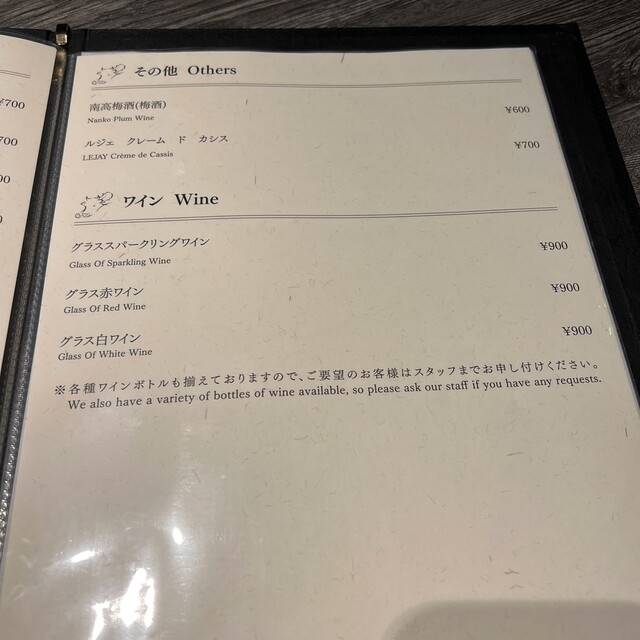 ¥700
700
00
0
その他 Others
南高梅酒(梅酒)
¥600
Nanko Plum Wine
ルジェ クレーム ド カシス
¥700
LEJAY Crème de Cassis
ワイン Wine
グラススパークリングワイン
¥900
Glass Of Sparkling Wine
グラス赤ワイン
¥900
Glass Of Red Wine
グラス白ワイン
¥900
Glass Of White Wine
※各種ワインボトルも揃えておりますので、ご要望のお客様はスタッフまでお申し付けください。
We also have a variety of bottles of wine available, so please ask our staff if you have any requests.